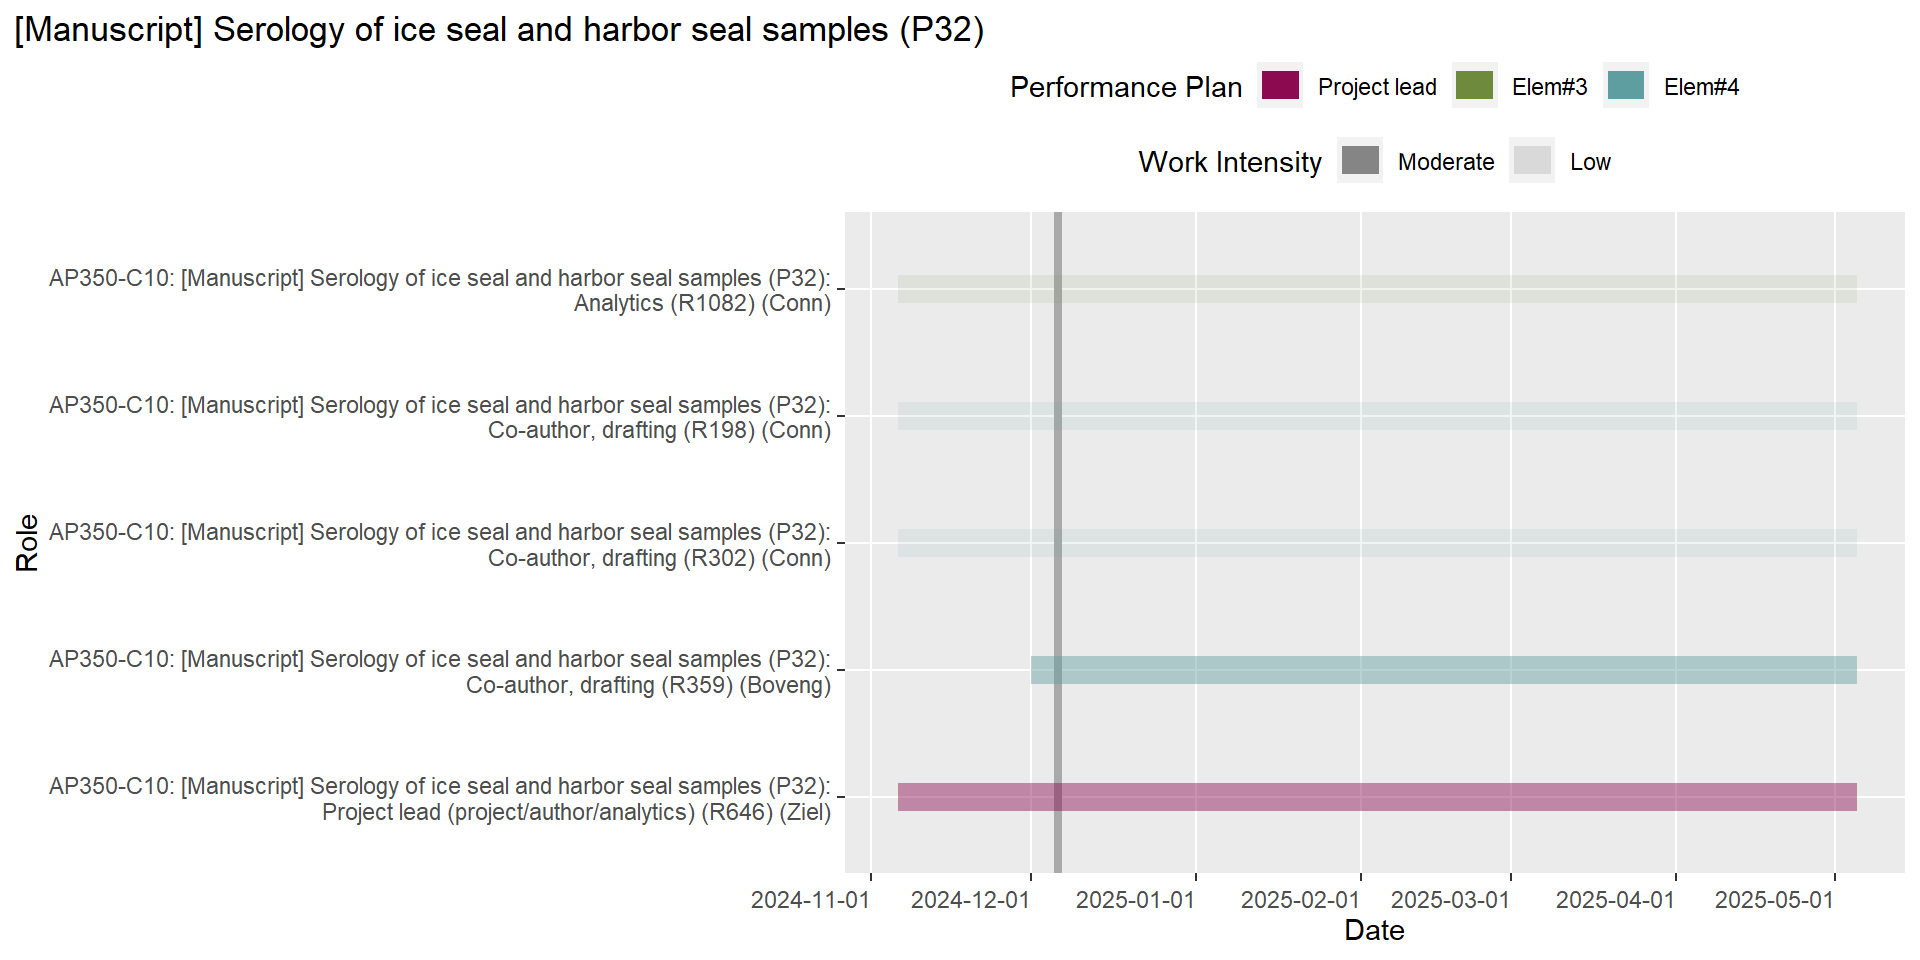 [Manuscript] Serology of ice seal and harbor seal samples (P32)
Performance Plan Project lead Elem#3 Elem#4
Work Intensity Moderate Low
AP350-C10: [Manuscript] Serology of ice seal and harbor seal samples (P32):
Analytics (R1082) (Conn)
AP350-C10: [Manuscript] Serology of ice seal and harbor seal samples (P32):
Co-author, drafting (R198) (Conn)
AP350-C10: [Manuscript] Serology of ice seal and harbor seal samples (P32):
Co-author, drafting (R302) (Conn)
AP350-C10: [Manuscript] Serology of ice seal and harbor seal samples (P32):
Co-author, drafting (R359) (Boveng)
AP350-C10: [Manuscript] Serology of ice seal and harbor seal samples (P32):
Project lead (project/author/analytics) (R646) (Ziel)
Role
2024-11-01 2024-12-01 2025-01-01 2025-02-01 2025-03-01 2025-04-01 2025-05-01
Date